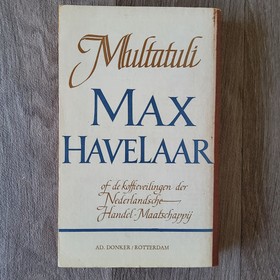 Multatuli
MAX
HAVELAAR
of de koffieveilingen der
Nederlandsche
Handel-Maatschappij
AD. DONKER / ROTTERDAM